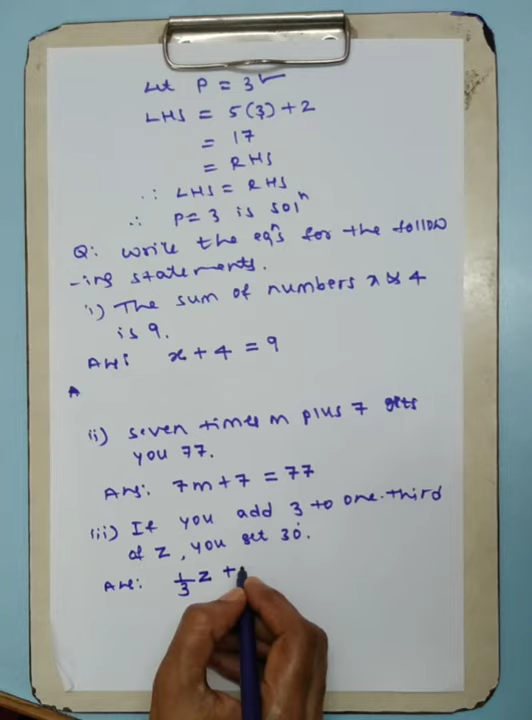 Let P = 3
LHS = 5(3) + 2
= 17
= RHS
∴ LHS = RHS
∴ P = 3 is solⁿ
Q: write the eqⁿs for the follow
-ing statements.
i) The sum of numbers x & 4
is 9.
Ans: x + 4 = 9
A
ii) seven times m plus 7 gets
you 77.
Ans: 7m + 7 = 77
(iii) If you add 3 to one-third
of z, you get 30.
Ans: 1/3 z +